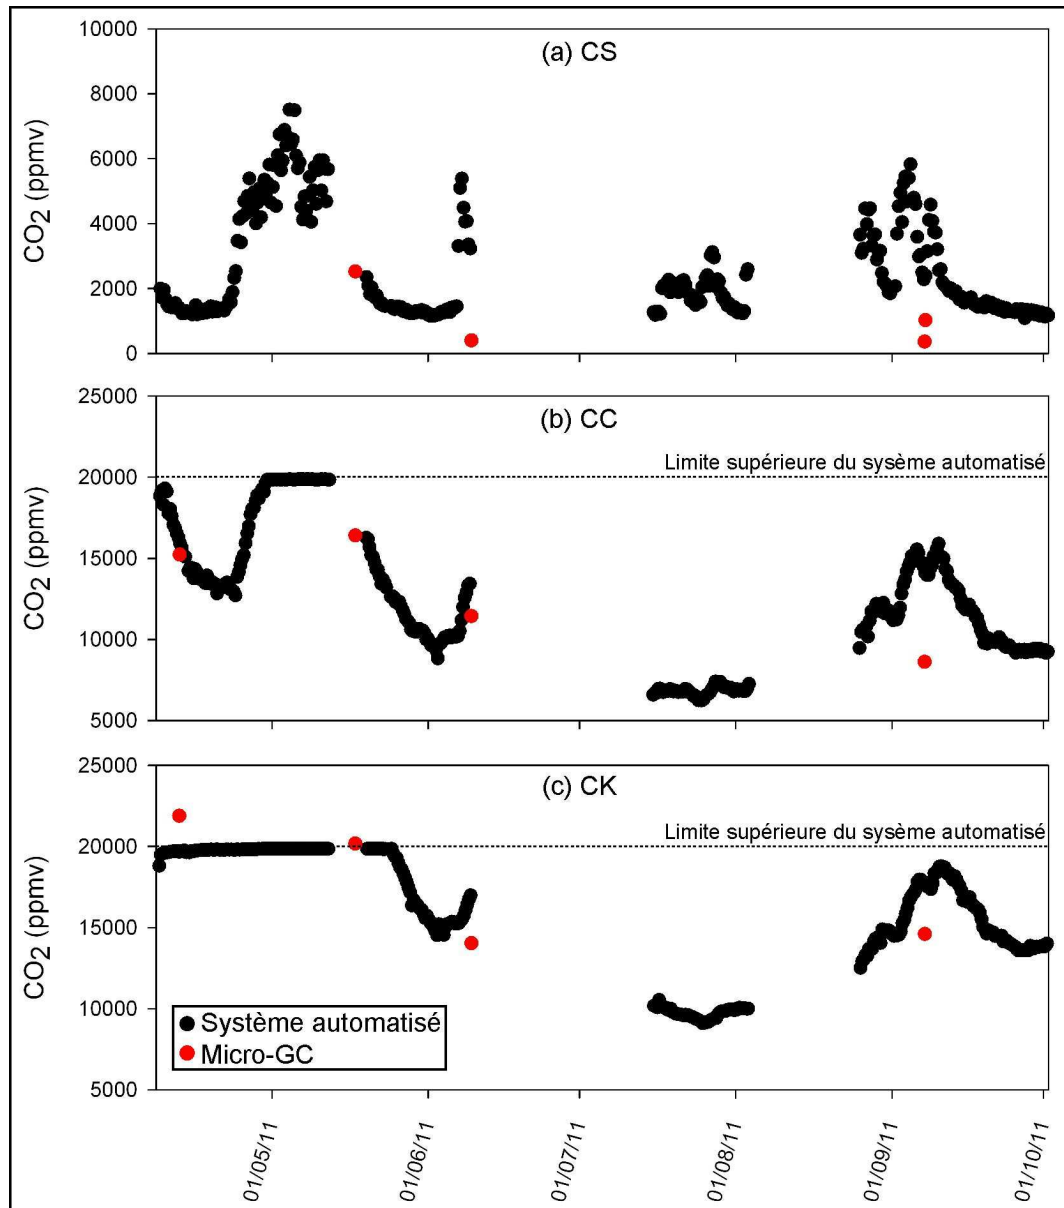 (a) CS
CO2 (ppmv)
10000
8000
6000
4000
2000
0
(b) CC
CO2 (ppmv)
25000
20000
15000
10000
5000
Limite supérieure du sysème automatisé
(c) CK
CO2 (ppmv)
25000
20000
15000
10000
5000
Limite supérieure du sysème automatisé
Système automatisé
Micro-GC
01/05/11
01/06/11
01/07/11
01/08/11
01/09/11
01/10/11